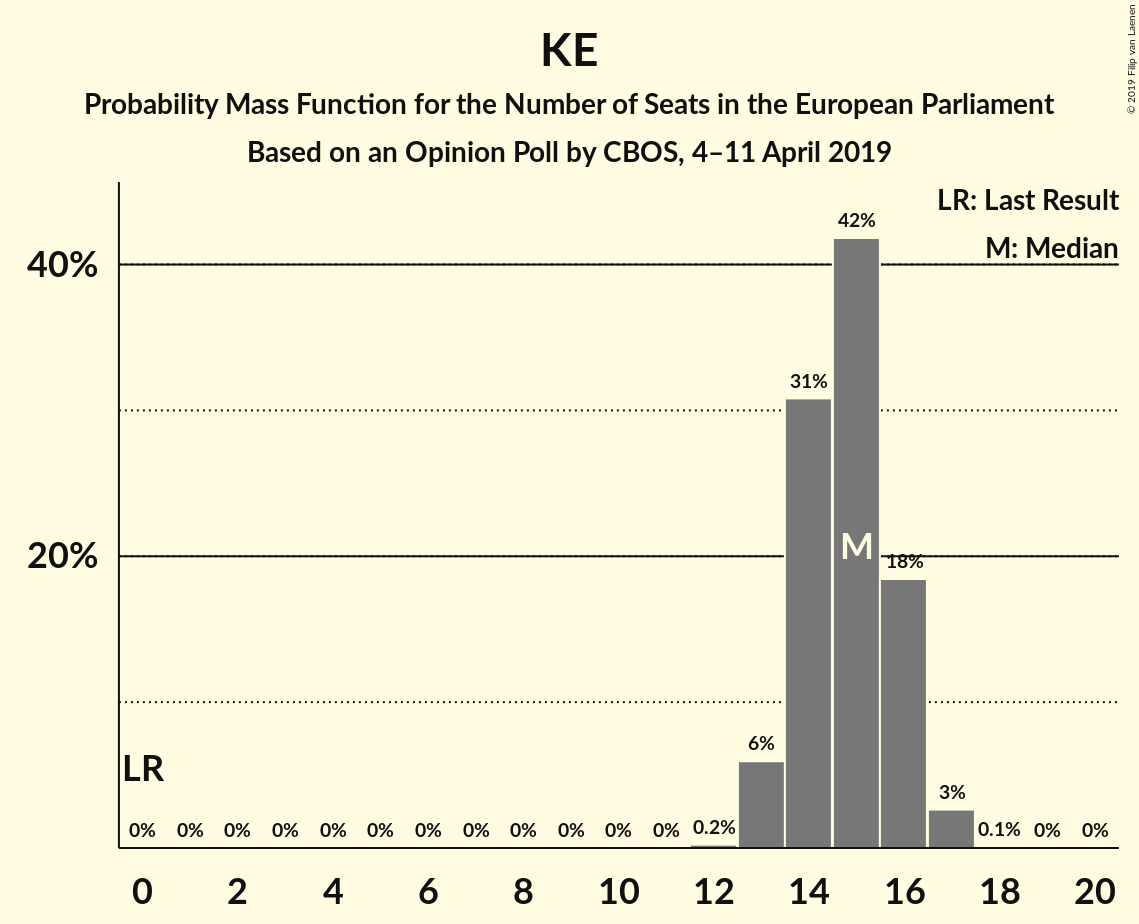 KE
Probability Mass Function for the Number of Seats in the European Parliament
Based on an Opinion Poll by CBOS, 4–11 April 2019
© 2019 Filip van Laenen
LR: Last Result
M: Median
42%
40%
31%
M
20%
18%
6%
LR
3%
0% 0% 0% 0% 0% 0% 0% 0% 0% 0% 0% 0% 0.2% 0.1% 0% 0%
0 2 4 6 8 10 12 14 16 18 20